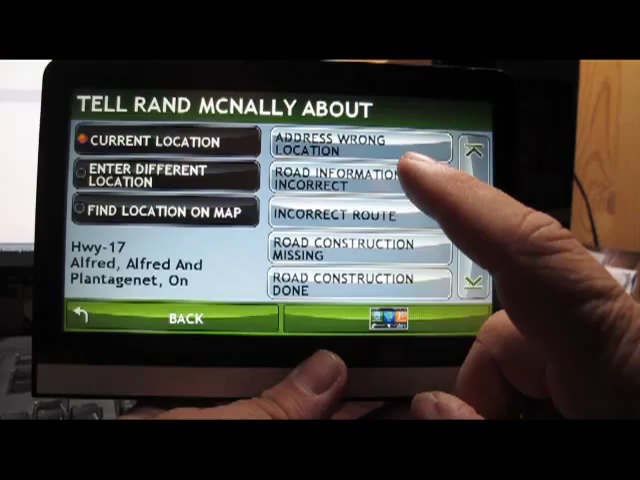 TELL RAND MCNALLY ABOUT
CURRENT LOCATION
ENTER DIFFERENT
LOCATION
FIND LOCATION ON MAP
Hwy-17
Alfred, Alfred And
Plantagenet, On
ADDRESS WRONG
LOCATION
ROAD INFORMATION
INCORRECT
INCORRECT ROUTE
ROAD CONSTRUCTION
MISSING
ROAD CONSTRUCTION
DONE
BACK